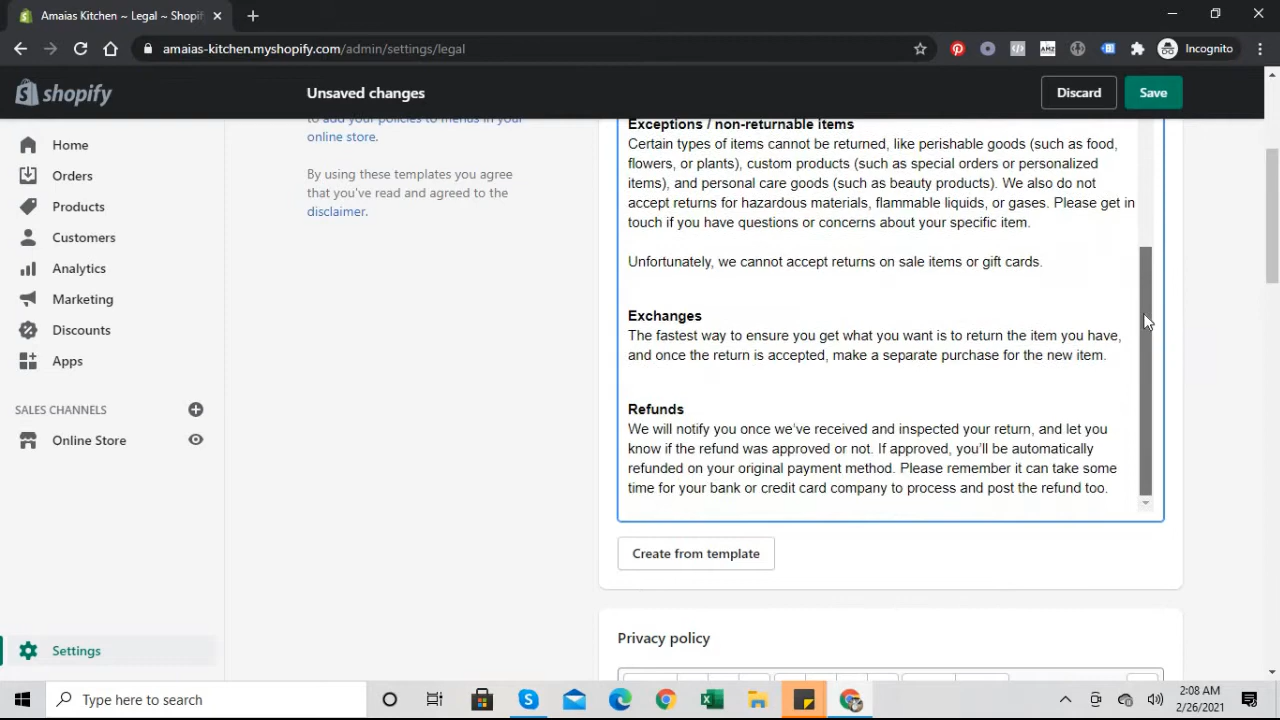 Amaias Kitchen ~ Legal ~ Shopif
amaias-kitchen.myshopify.com/admin/settings/legal
Incognito
shopify
Unsaved changes
Discard
Save
Home
Orders
Products
Customers
Analytics
Marketing
Discounts
Apps
SALES CHANNELS
Online Store
Settings
to add your policies to menus in your
online store.
By using these templates you agree
that you've read and agreed to the
disclaimer.
Exceptions / non-returnable items
Certain types of items cannot be returned, like perishable goods (such as food,
flowers, or plants), custom products (such as special orders or personalized
items), and personal care goods (such as beauty products). We also do not
accept returns for hazardous materials, flammable liquids, or gases. Please get in
touch if you have questions or concerns about your specific item.
Unfortunately, we cannot accept returns on sale items or gift cards.
Exchanges
The fastest way to ensure you get what you want is to return the item you have,
and once the return is accepted, make a separate purchase for the new item.
Refunds
We will notify you once we’ve received and inspected your return, and let you
know if the refund was approved or not. If approved, you’ll be automatically
refunded on your original payment method. Please remember it can take some
time for your bank or credit card company to process and post the refund too.
Create from template
Privacy policy
Type here to search
2:08 AM
2/26/2021